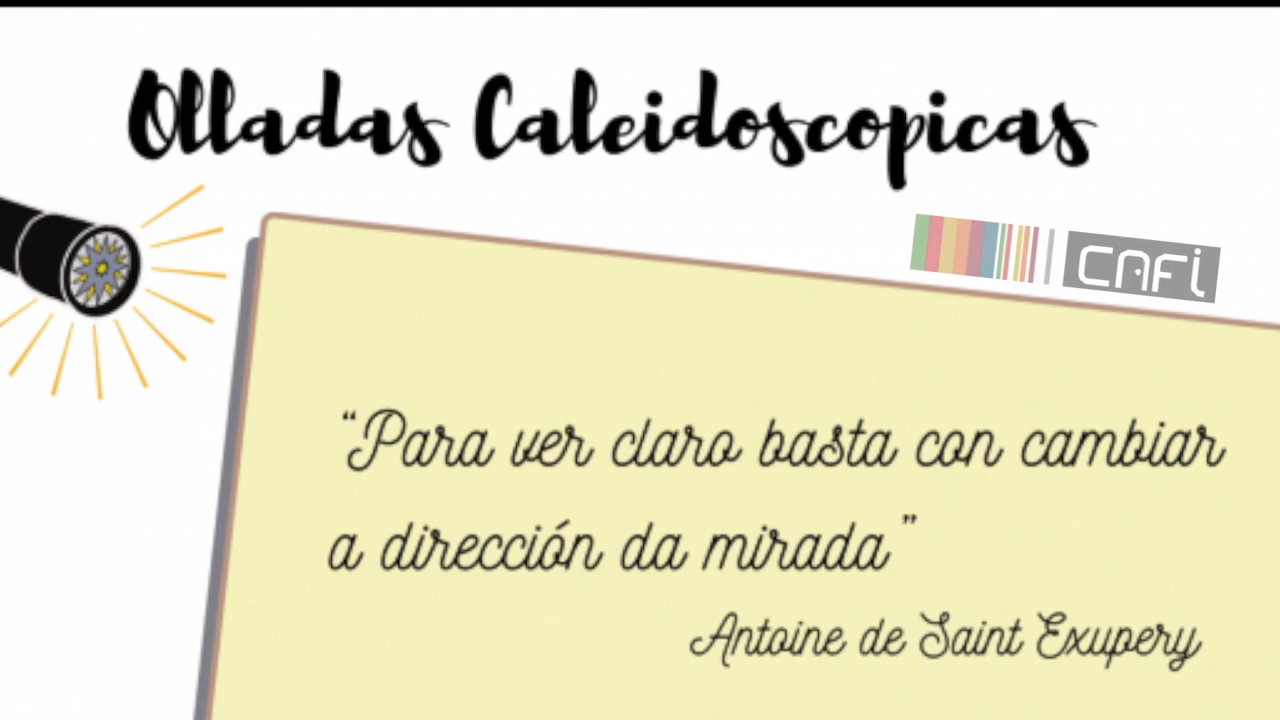 Olladas Caleidoscopicas
CAFi
“Para ver claro basta con cambiar
a dirección da mirada”
Antoine de Saint Exupery